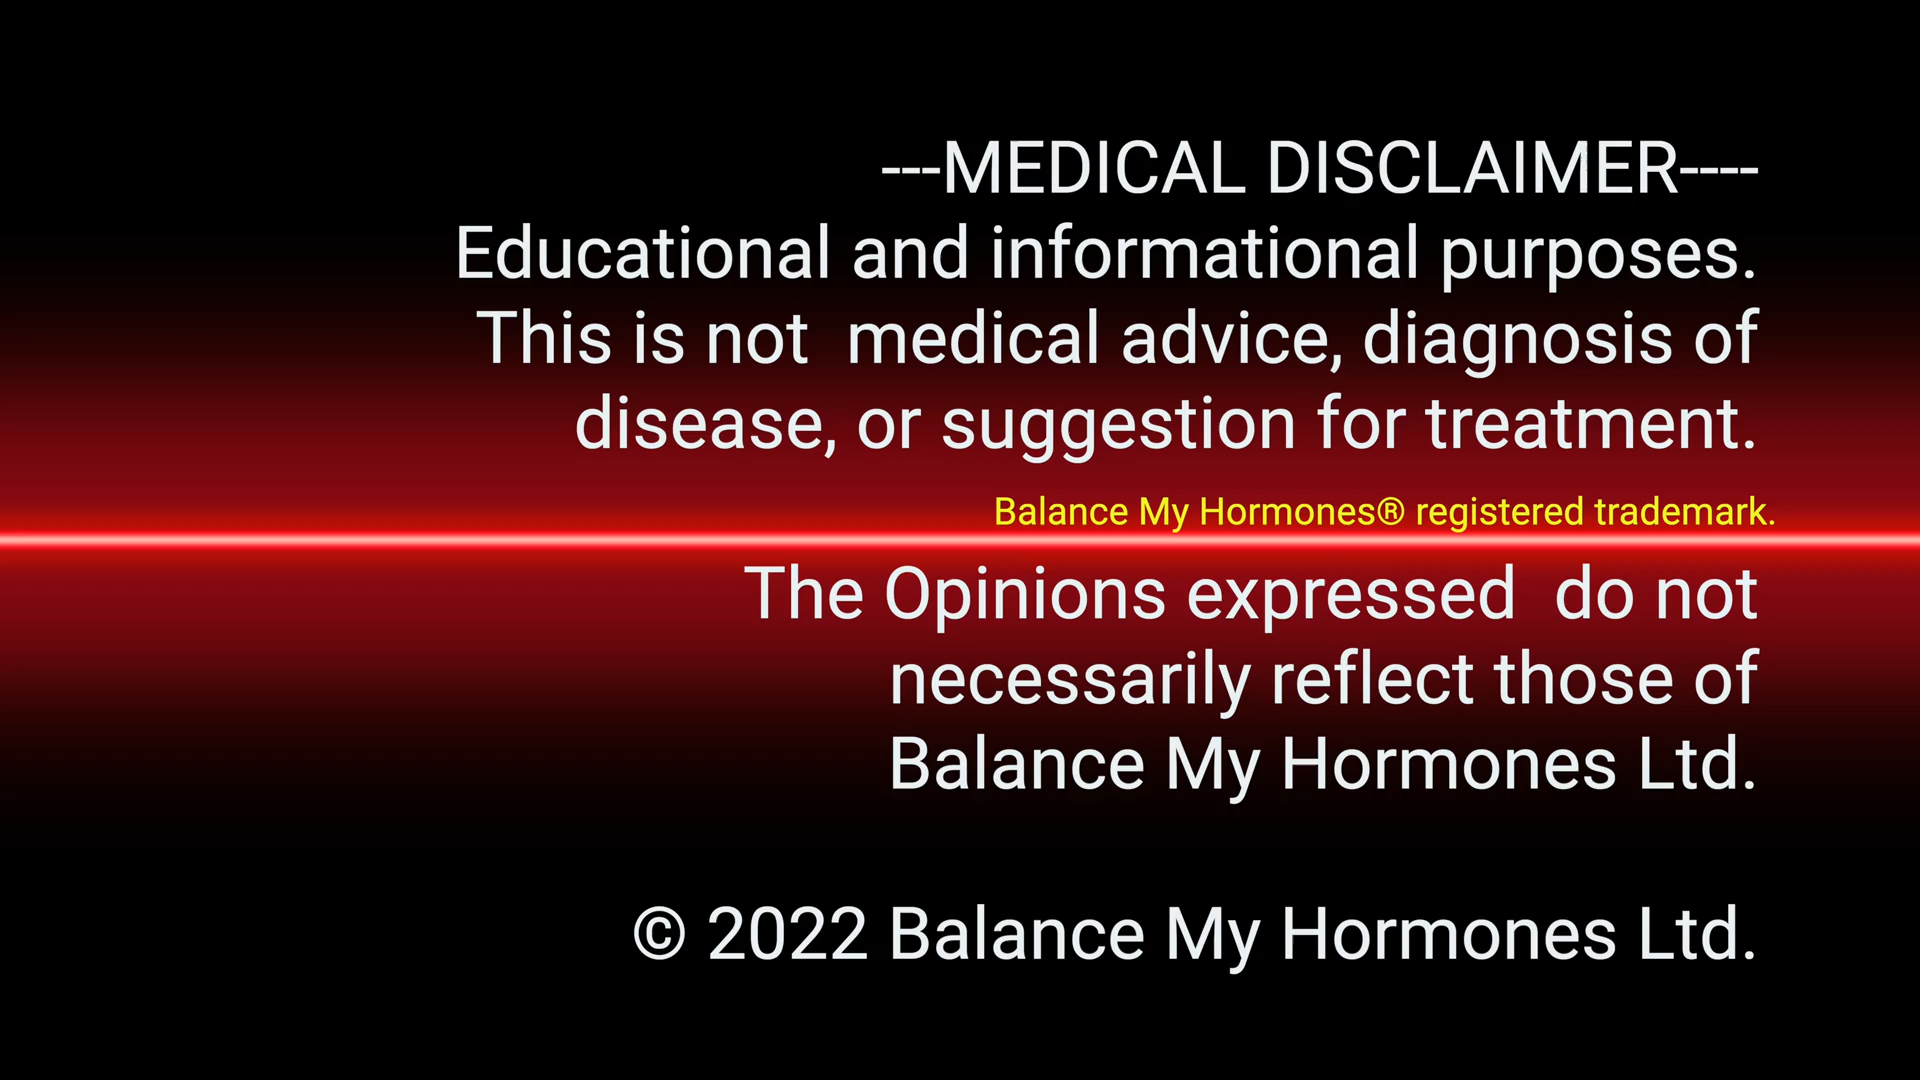 ---MEDICAL DISCLAIMER----
Educational and informational purposes.
This is not  medical advice, diagnosis of
disease, or suggestion for treatment.
Balance My Hormones® registered trademark.
The Opinions expressed  do not
necessarily reflect those of
Balance My Hormones Ltd.
© 2022 Balance My Hormones Ltd.